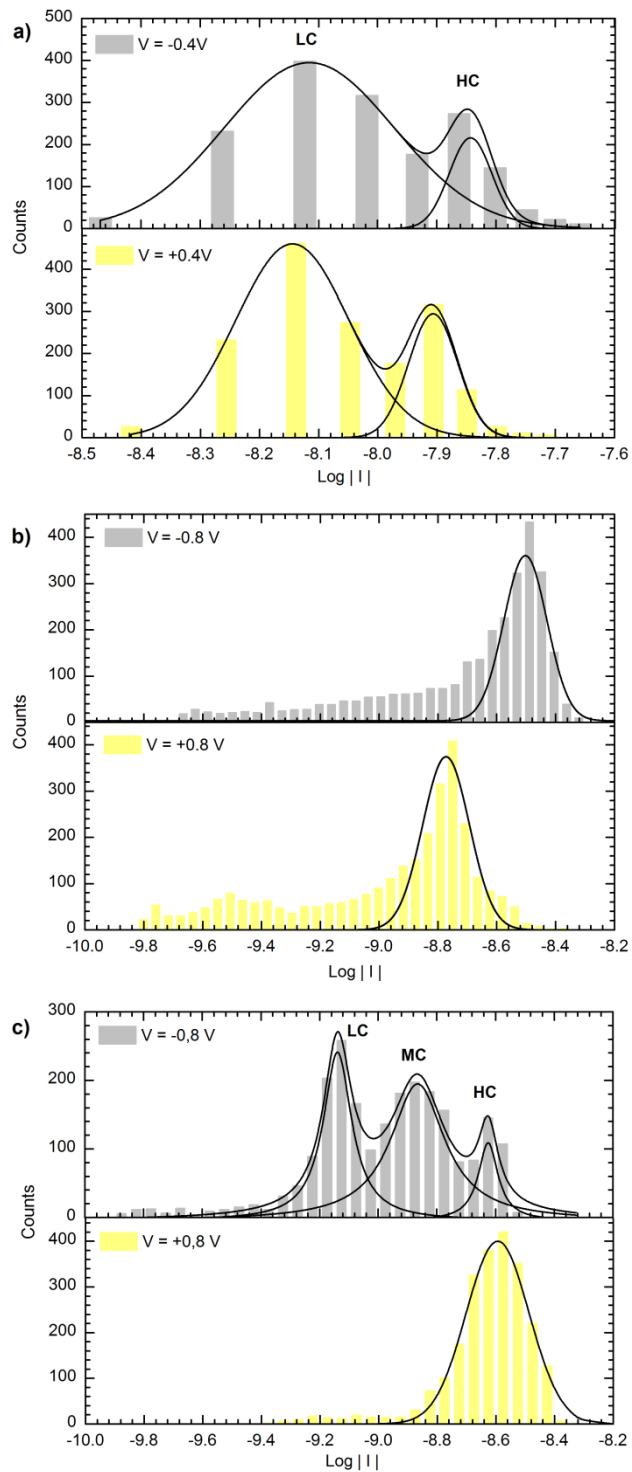 a)
V = -0.4V
LC
HC
500
400
300
200
100
0
V = +0.4V
400
300
200
100
0
Counts
-8.5 -8.4 -8.3 -8.2 -8.1 -8.0 -7.9 -7.8 -7.7 -7.6
Log | I |
b)
V = -0.8 V
400
300
200
100
0
V = +0.8 V
400
300
200
100
0
Counts
-10.0 -9.8 -9.6 -9.4 -9.2 -9.0 -8.8 -8.6 -8.4 -8.2
Log | I |
c)
V = -0,8 V
LC
MC
HC
300
200
100
0
V = +0,8 V
400
300
200
100
0
Counts
-10.0 -9.8 -9.6 -9.4 -9.2 -9.0 -8.8 -8.6 -8.4 -8.2
Log | I |